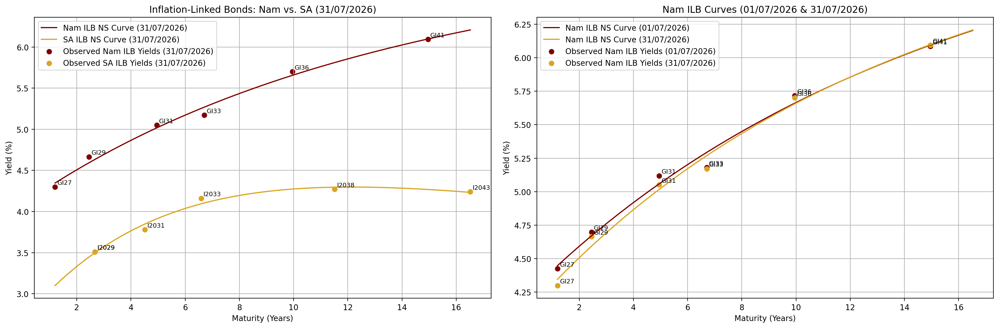 Inflation-Linked Bonds: Nam vs. SA (31/07/2026)
Nam ILB NS Curve (31/07/2026)
SA ILB NS Curve (31/07/2026)
Observed Nam ILB Yields (31/07/2026)
Observed SA ILB Yields (31/07/2026)
Yield (%)
6.0
5.5
5.0
4.5
4.0
3.5
3.0
GI27
GI29
GI31
GI33
GI36
GI41
I2029
I2031
I2033
I2038
I2043
2
4
6
8
10
12
14
16
Maturity (Years)
Nam ILB Curves (01/07/2026 & 31/07/2026)
Nam ILB NS Curve (01/07/2026)
Nam ILB NS Curve (31/07/2026)
Observed Nam ILB Yields (01/07/2026)
Observed Nam ILB Yields (31/07/2026)
Yield (%)
6.25
6.00
5.75
5.50
5.25
5.00
4.75
4.50
4.25
GI27
GI27
GI29
GI29
GI31
GI31
GI33
GI33
GI36
GI36
GI41
GI41
2
4
6
8
10
12
14
16
Maturity (Years)